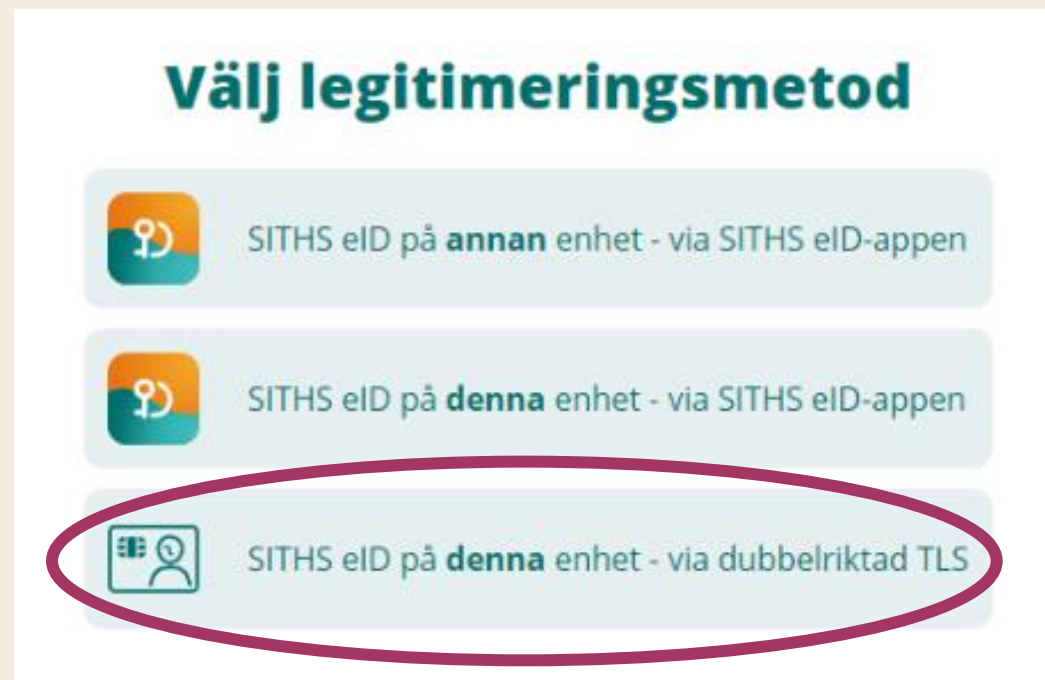 Välj legitimeringsmetod
SITHS eID på annan enhet - via SITHS eID-appen
SITHS eID på denna enhet - via SITHS eID-appen
SITHS eID på denna enhet - via dubbelriktad TLS